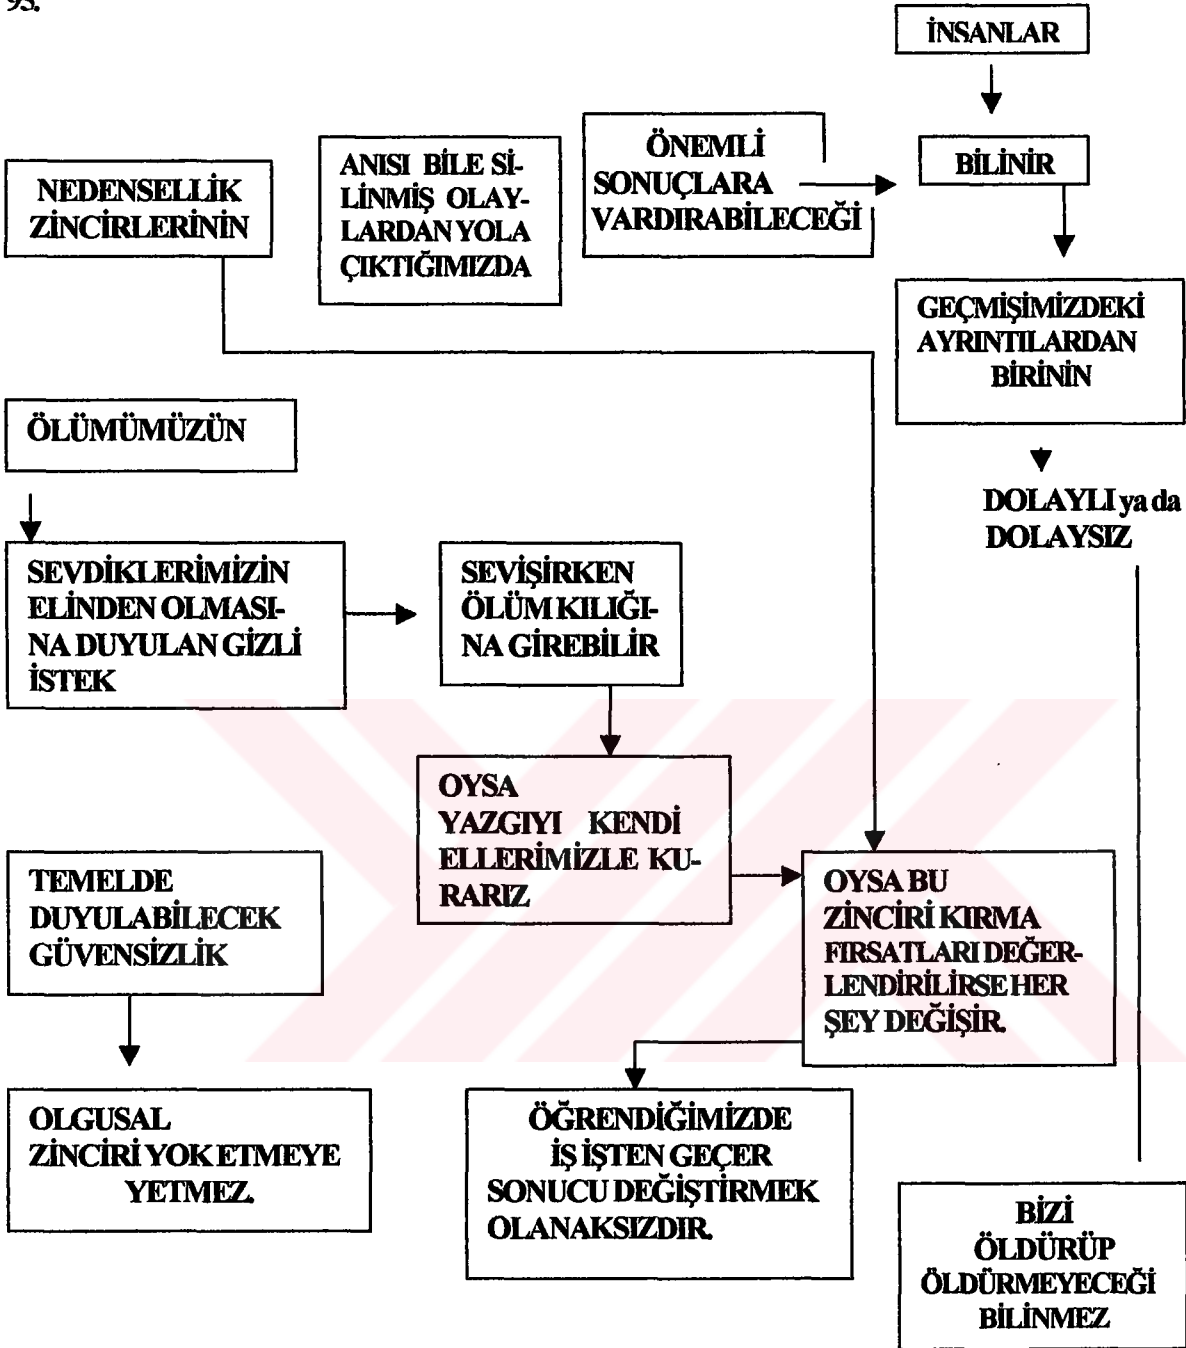 95.
İNSANLAR
ÖNEMLİ
SONUÇLARA
VARDIRABİLECEĞİ
BİLİNİR
ANISI BİLE Sİ-
LİNMİŞ OLAY-
LARDAN YOLA
ÇIKTIĞIMIZDA
NEDENSELLİK
ZİNCİRLERİNİN
GEÇMİŞİMİZDEKİ
AYRINTILARDAN
BİRİNİN
ÖLÜMÜMÜZÜN
DOLAYLI ya da
DOLAYSIZ
SEVDİKLERİMİZİN
ELİNDEN OLMASI-
NA DUYULAN GİZLİ
İSTEK
SEVİŞİRKEN
ÖLÜM KILIĞI-
NA GİREBİLİR
OYSA
YAZGIYI KENDİ
ELLERİMİZLE KU-
RARIZ
TEMELDE
DUYULABİLECEK
GÜVENSİZLİK
OYSA BU
ZİNCİRİ KIRMA
FIRSATLARI DEĞER-
LENDİRİLİRSE HER
ŞEY DEĞİŞİR.
OLGUSAL
ZİNCİRİ YOK ETMEYE
YETMEZ.
ÖĞRENDİĞİMİZDE
İŞ İŞTEN GEÇER
SONUCU DEĞİŞTİRMEK
OLANAKSIZDIR.
BİZİ
ÖLDÜRÜP
ÖLDÜRMEYECEĞİ
BİLİNMEZ